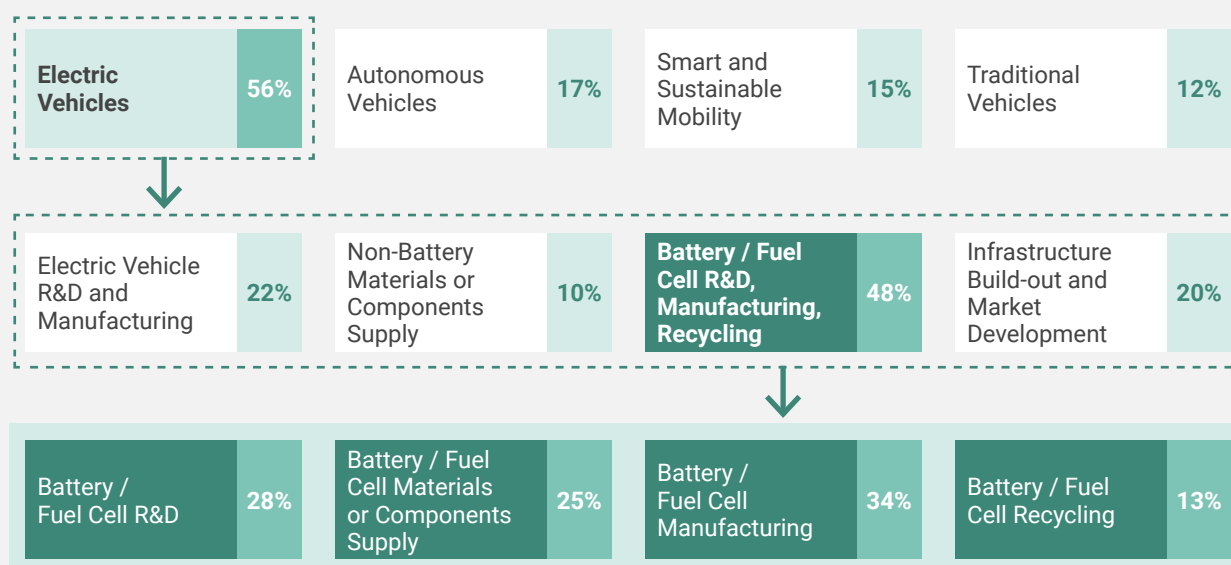 Electric
Vehicles
56%
Autonomous
Vehicles
17%
Smart and
Sustainable
Mobility
15%
Traditional
Vehicles
12%
Electric Vehicle
R&D and
Manufacturing
22%
Non-Battery
Materials or
Components
Supply
10%
Battery / Fuel
Cell R&D,
Manufacturing,
Recycling
48%
Infrastructure
Build-out and
Market
Development
20%
Battery /
Fuel Cell R&D
28%
Battery / Fuel
Cell Materials
or Components
Supply
25%
Battery /
Fuel Cell
Manufacturing
34%
Battery / Fuel
Cell Recycling
13%